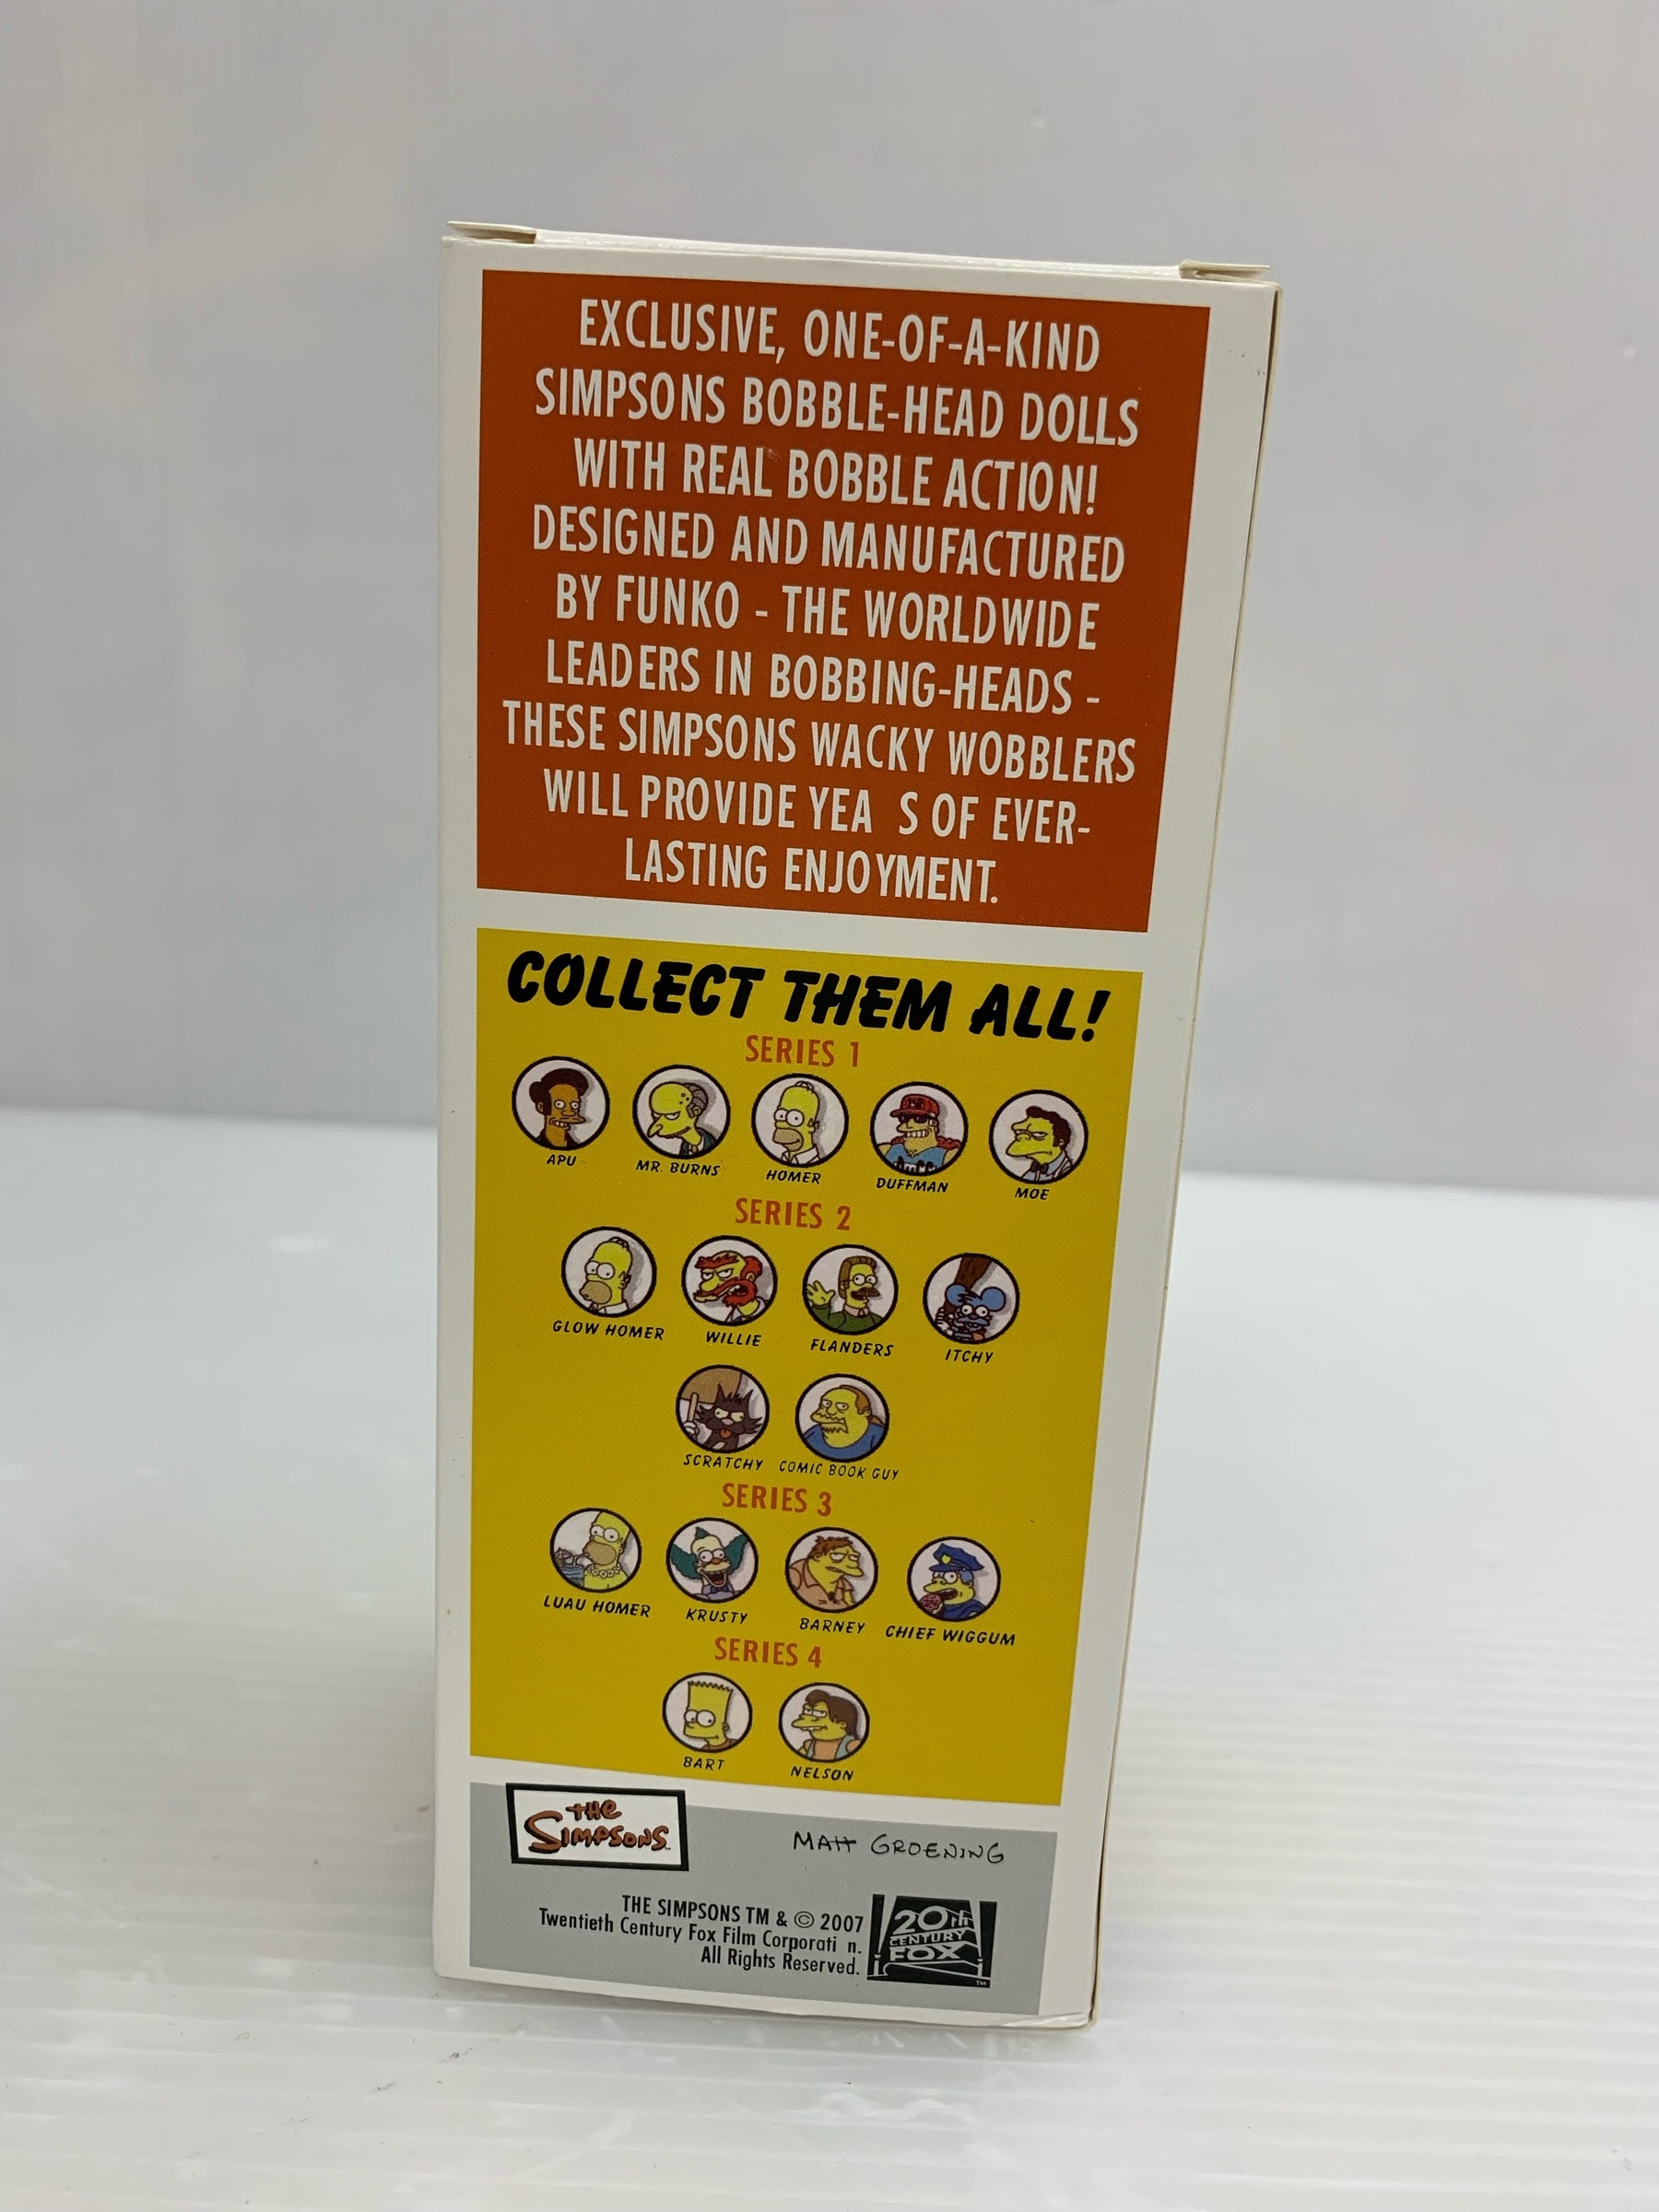 EXCLUSIVE, ONE-OF-A-KIND
SIMPSONS BOBBLE-HEAD DOLLS
WITH REAL BOBBLE ACTION!
DESIGNED AND MANUFACTURED
BY FUNKO - THE WORLDWIDE
LEADERS IN BOBBING-HEADS -
THESE SIMPSONS WACKY WOBBLERS
WILL PROVIDE YEA S OF EVER-
LASTING ENJOYMENT.
COLLECT THEM ALL!
SERIES 1
APU MR. BURNS HOMER DUFFMAN MOE
SERIES 2
GLOW HOMER WILLIE FLANDERS ITCHY
SCRATCHY COMIC BOOK GUY
SERIES 3
LUAU HOMER KRUSTY BARNEY CHIEF WIGGUM
SERIES 4
BART NELSON
THE
SIMPSONS
MATT GROENING
THE SIMPSONS TM & © 2007
Twentieth Century Fox Film Corporati n.
All Rights Reserved.
20TH
CENTURY
FOX
TM